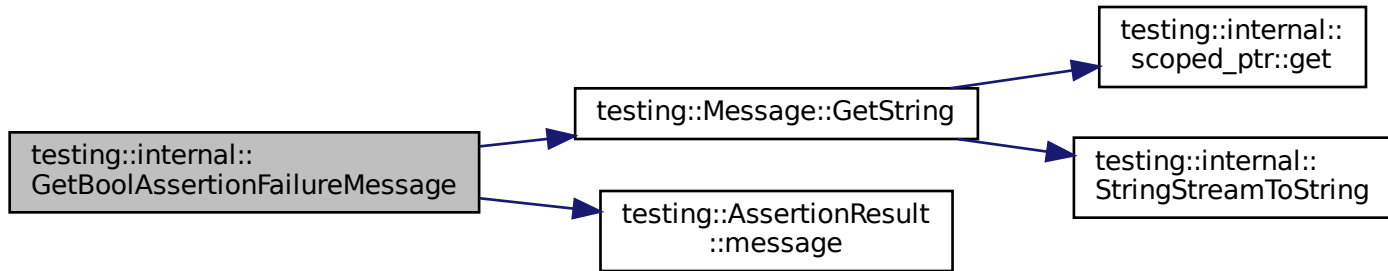 testing::internal::
GetBoolAssertionFailureMessage
testing::Message::GetString
testing::AssertionResult
::message
testing::internal::
scoped_ptr::get
testing::internal::
StringStreamToString